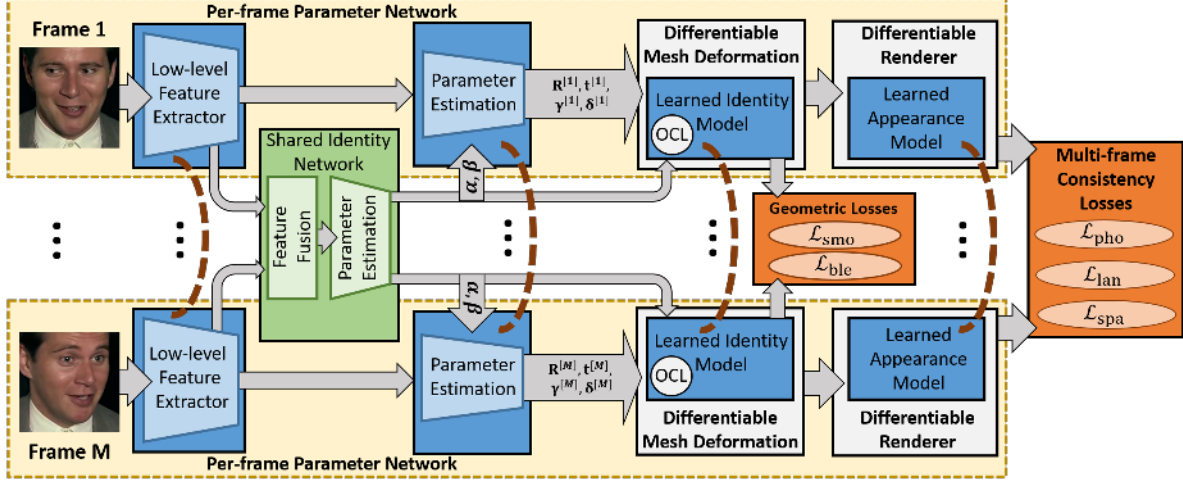 Per-frame Parameter Network
Frame 1
Low-level
Feature
Extractor
Parameter
Estimation
R^[1], t^[1],
γ^[1], δ^[1]
Differentiable
Mesh Deformation
Learned Identity
Model
OCL
Differentiable
Renderer
Learned
Appearance
Model
Shared Identity
Network
Feature
Fusion
Parameter
Estimation
α, β
α, β
Geometric Losses
ℒsmo
ℒble
Multi-frame
Consistency
Losses
ℒpho
ℒlan
ℒspa
Low-level
Feature
Extractor
Frame M
Parameter
Estimation
R^[M], t^[M],
γ^[M], δ^[M]
Learned Identity
Model
OCL
Differentiable
Mesh Deformation
Learned
Appearance
Model
Differentiable
Renderer
Per-frame Parameter Network